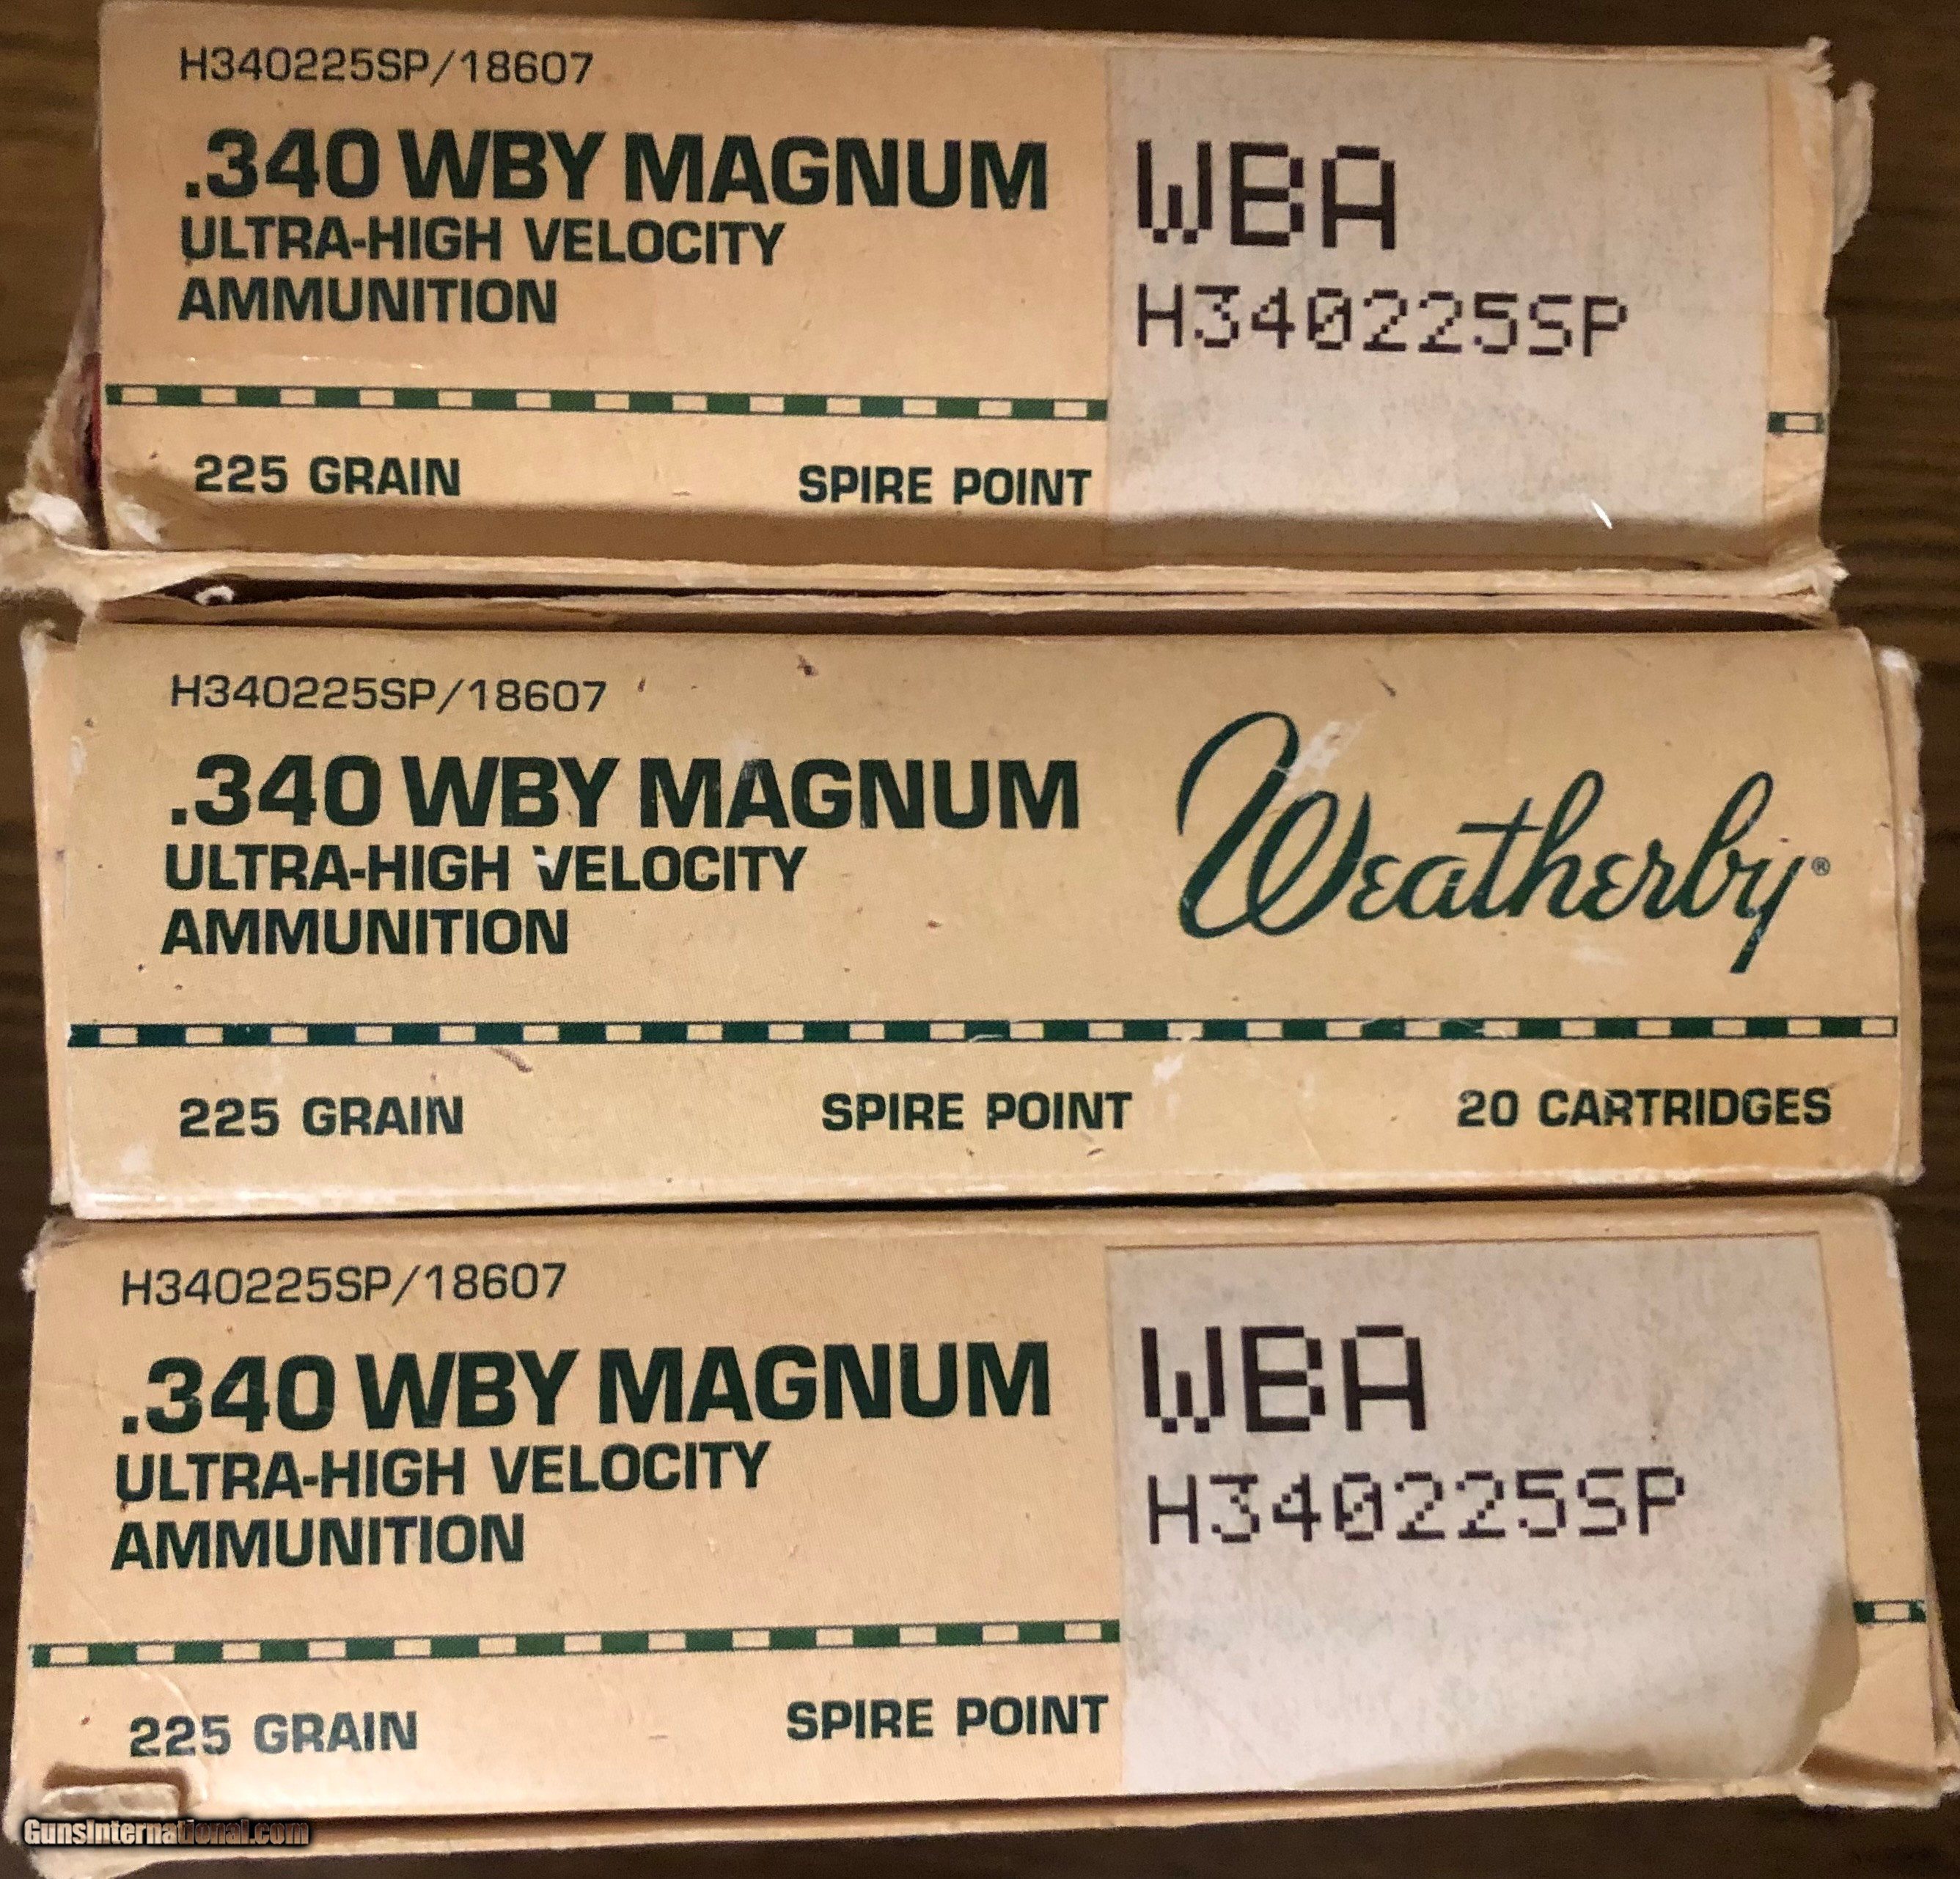 H340225SP/18607
.340 WBY MAGNUM
ULTRA-HIGH VELOCITY
AMMUNITION
225 GRAIN SPIRE POINT
WBA
H340225SP
H340225SP/18607
.340 WBY MAGNUM
ULTRA-HIGH VELOCITY
AMMUNITION
Weatherby®
225 GRAIN SPIRE POINT 20 CARTRIDGES
H340225SP/18607
.340 WBY MAGNUM
ULTRA-HIGH VELOCITY
AMMUNITION
225 GRAIN SPIRE POINT
WBA
H340225SP
GunsInternational.com